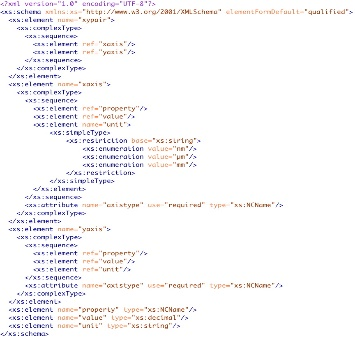 <?xml version="1.0" encoding="UTF-8"?>
<xs:schema xmlns:xs="http://www.w3.org/2001/XMLSchema" elementFormDefault="qualified">
<xs:element name="xypair">
<xs:complexType>
<xs:sequence>
<xs:element ref="xaxis"/>
<xs:element ref="yaxis"/>
</xs:sequence>
</xs:complexType>
</xs:element>
<xs:element name="xaxis">
<xs:complexType>
<xs:sequence>
<xs:element ref="property"/>
<xs:element ref="value"/>
<xs:element name="unit">
<xs:simpleType>
<xs:restriction base="xs:string">
<xs:enumeration value="nm"/>
<xs:enumeration value="µm"/>
<xs:enumeration value="mm"/>
</xs:restriction>
</xs:simpleType>
</xs:element>
</xs:sequence>
<xs:attribute name="axistype" use="required" type="xs:NCName"/>
</xs:complexType>
</xs:element>
<xs:element name="yaxis">
<xs:complexType>
<xs:sequence>
<xs:element ref="property"/>
<xs:element ref="value"/>
<xs:element ref="unit"/>
</xs:sequence>
<xs:attribute name="axistype" use="required" type="xs:NCName"/>
</xs:complexType>
</xs:element>
<xs:element name="property" type="xs:NCName"/>
<xs:element name="value" type="xs:decimal"/>
<xs:element name="unit" type="xs:string"/>
</xs:schema>